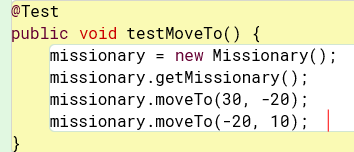 @Test
public void testMoveTo() {
missionary = new Missionary();
missionary.getMissionary();
missionary.moveTo(30, -20);
missionary.moveTo(-20, 10);
}